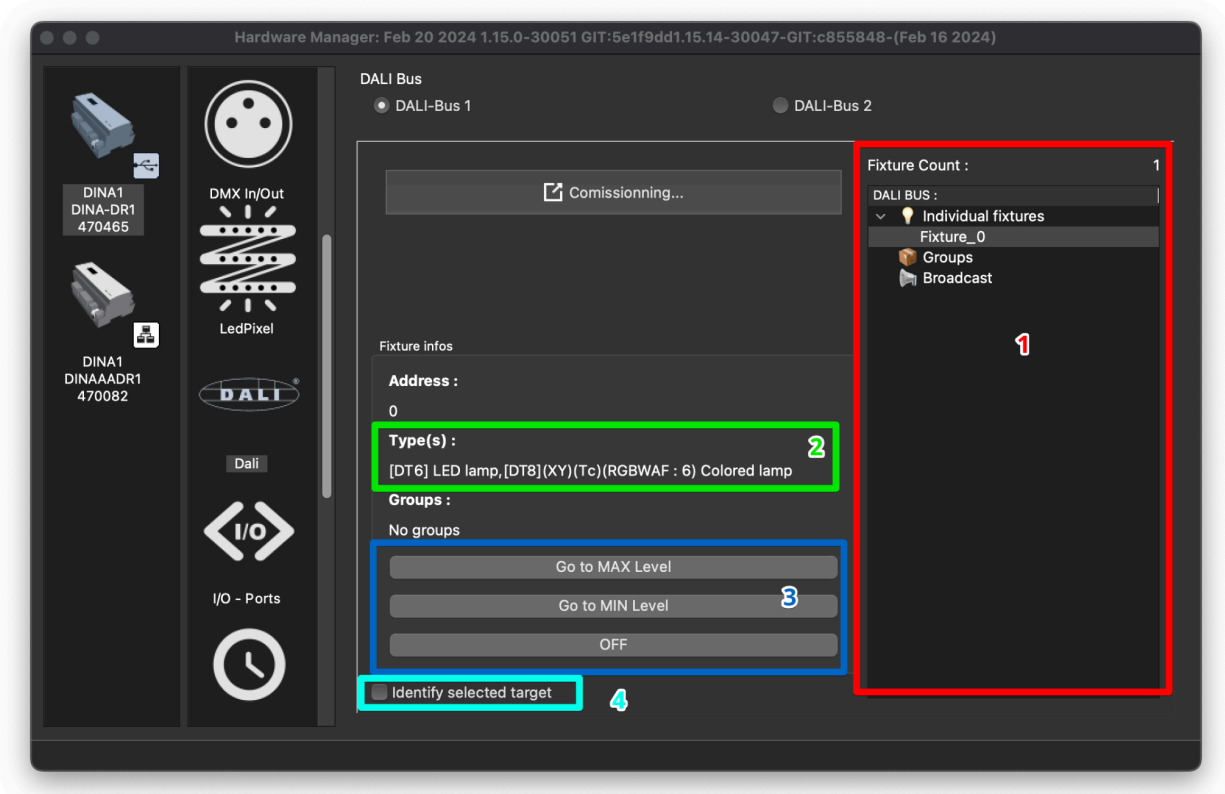 Hardware Manager: Feb 20 2024 1.15.0-30051 GIT:5e1f9dd1.15.14-30047-GIT:c855848-(Feb 16 2024)
DINA1
DINA-DR1
470465
DINA1
DINAAADR1
470082
DMX In/Out
LedPixel
DALI
®
Dali
I/O
I/O - Ports
DALI Bus
DALI-Bus 1
DALI-Bus 2
Comissionning...
Fixture infos
Address :
0
Type(s) :
2
[DT6] LED lamp,[DT8](XY)(Tc)(RGBWAF : 6) Colored lamp
Groups :
No groups
Go to MAX Level
Go to MIN Level
3
OFF
Identify selected target
4
Fixture Count :
1
DALI BUS :
Individual fixtures
Fixture_0
Groups
Broadcast
1